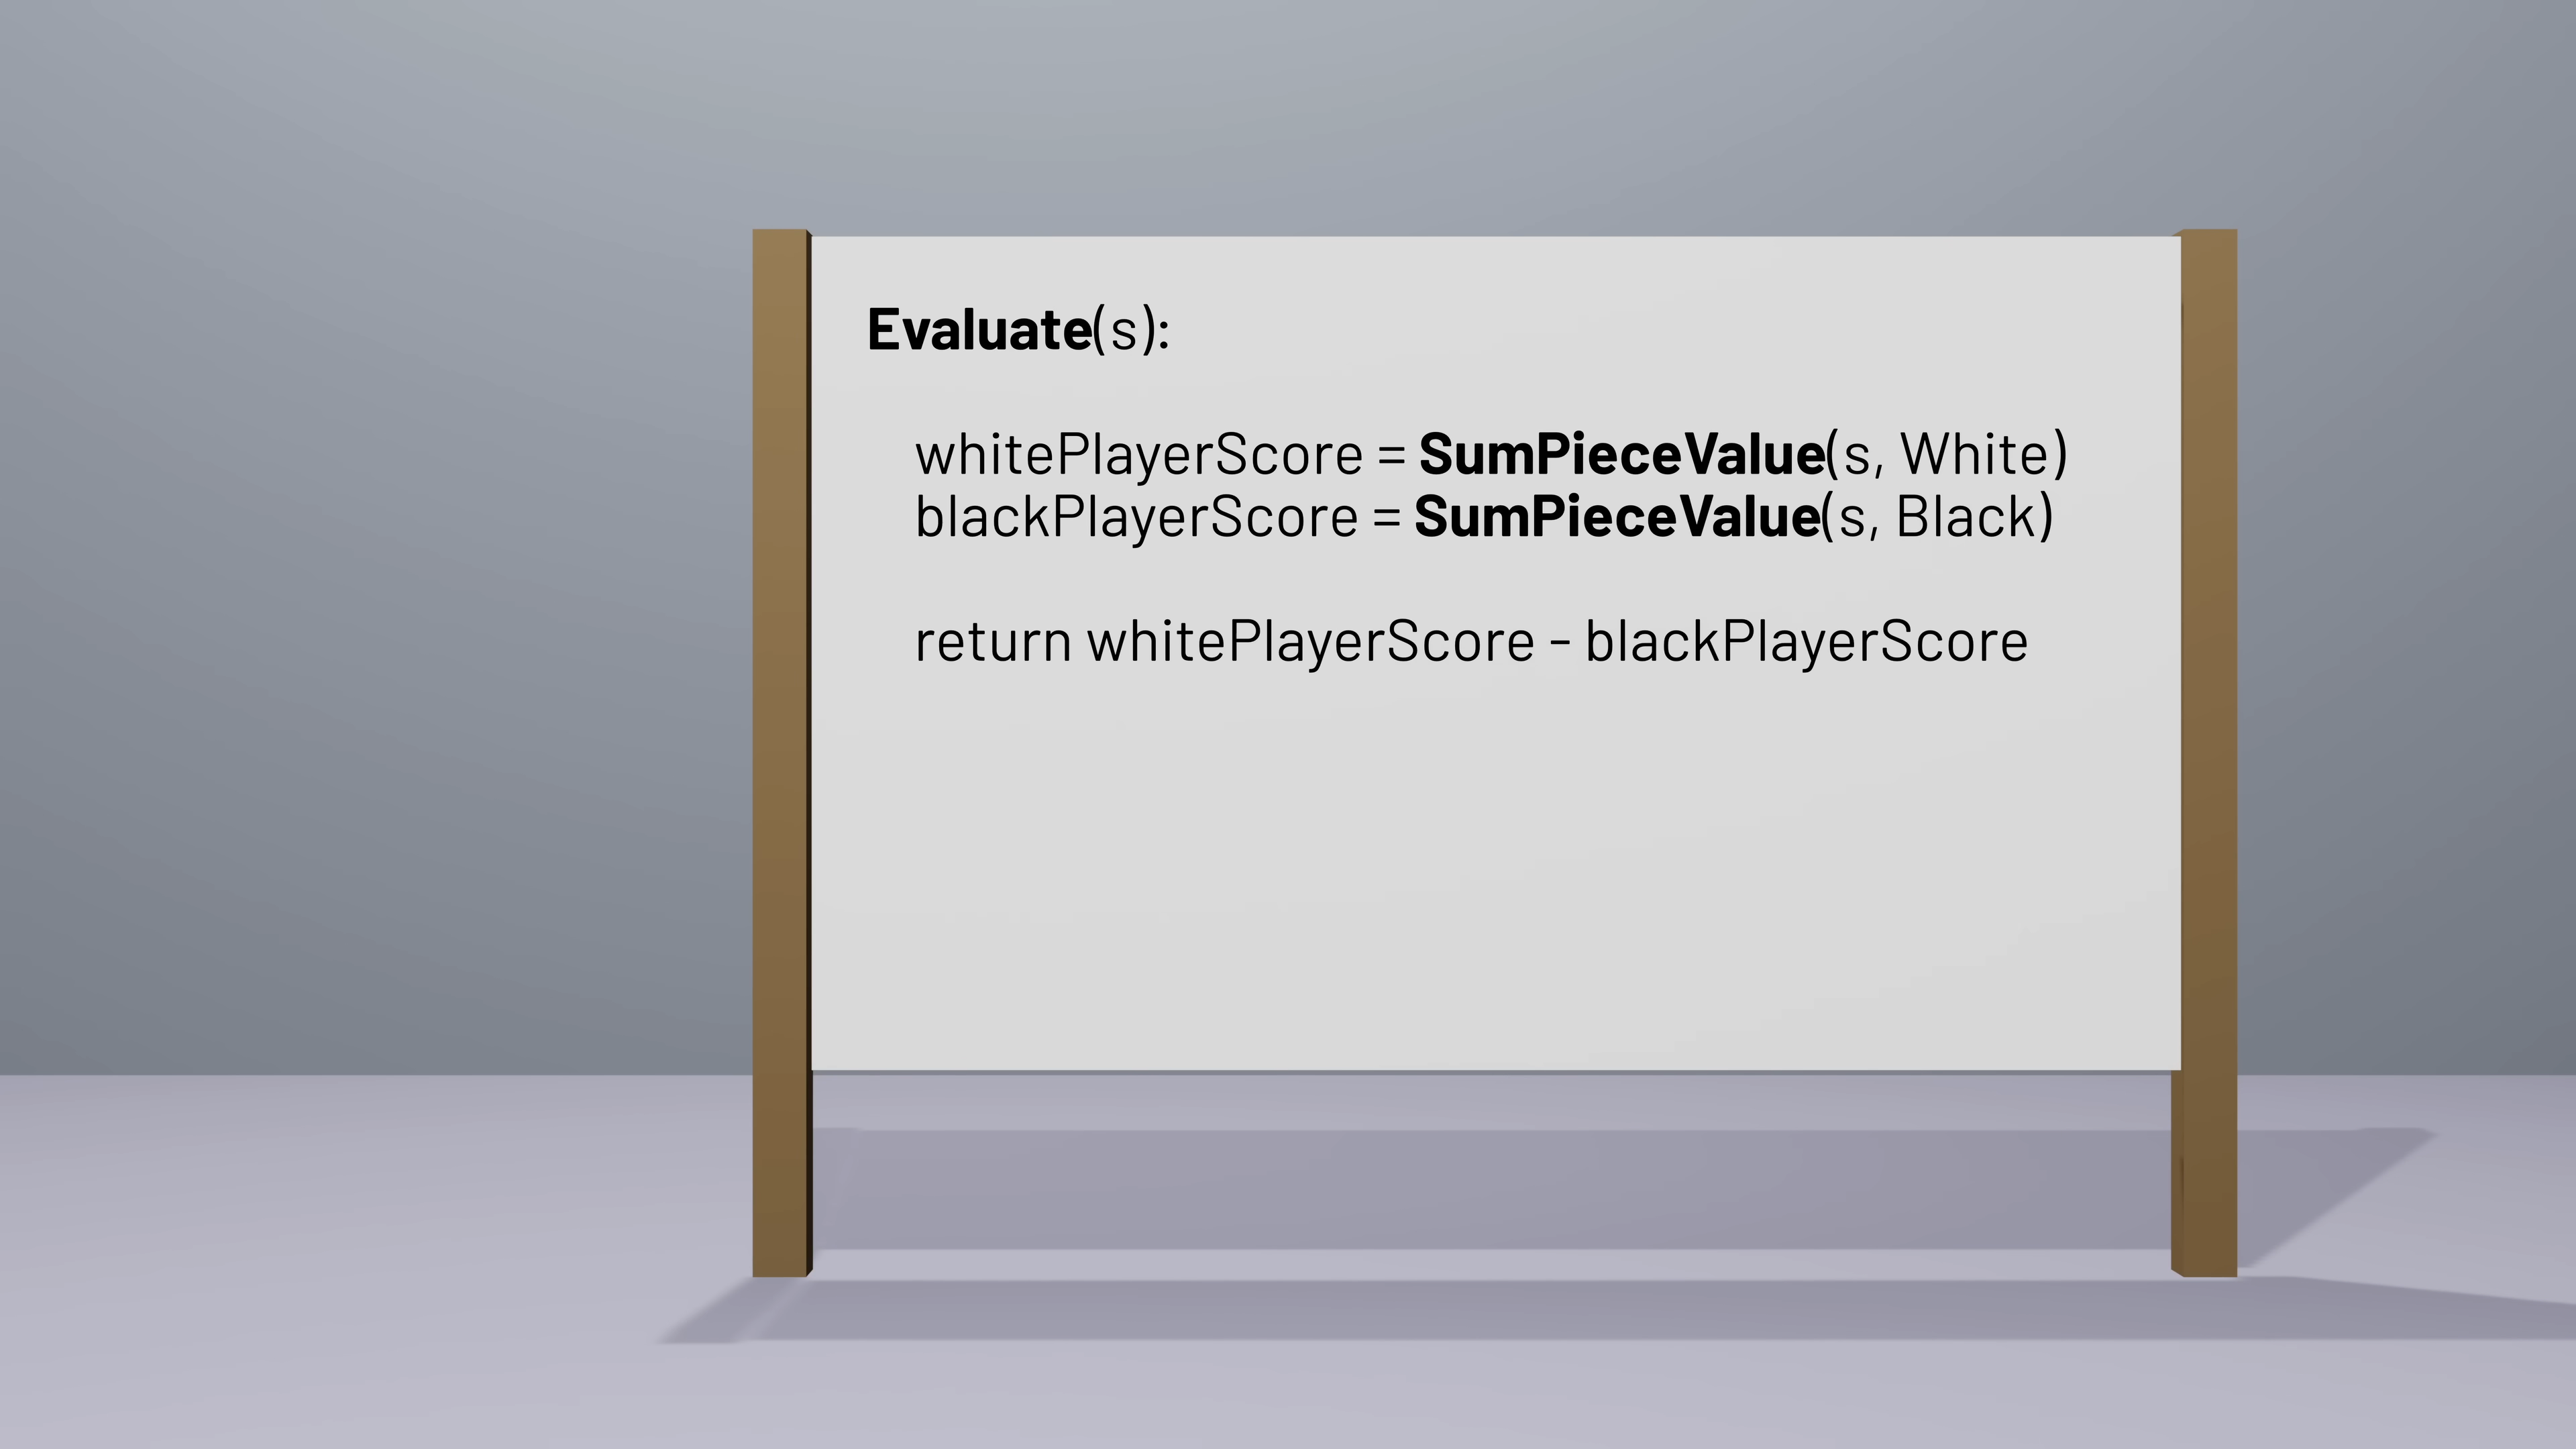 Evaluate(s):
whitePlayerScore = SumPieceValue(s, White)
blackPlayerScore = SumPieceValue(s, Black)
return whitePlayerScore - blackPlayerScore